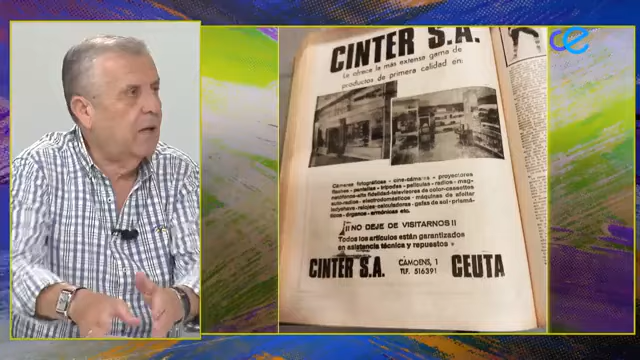 CINTER S.A.
Le ofrece la más extensa gama de
productos de primera calidad en:
Cámaras fotográficas - cine-cámaras - proyectores
flashes - pantallas - trípodes - películas - radios - mag-
netófonos - alta fidelidad - televisores de color - cassettes
auto-radios - electrodomésticos - máquinas de afeitar
relojes - calculadoras - gafas de sol - prismá-
ticos - órganos - armónicas etc.
¡¡ NO DEJE DE VISITARNOS !!
Todos los artículos están garantizados
en asistencia técnica y repuestos »
CINTER S.A. CAMOENS, 1 CEUTA
TLF. 516391
ce